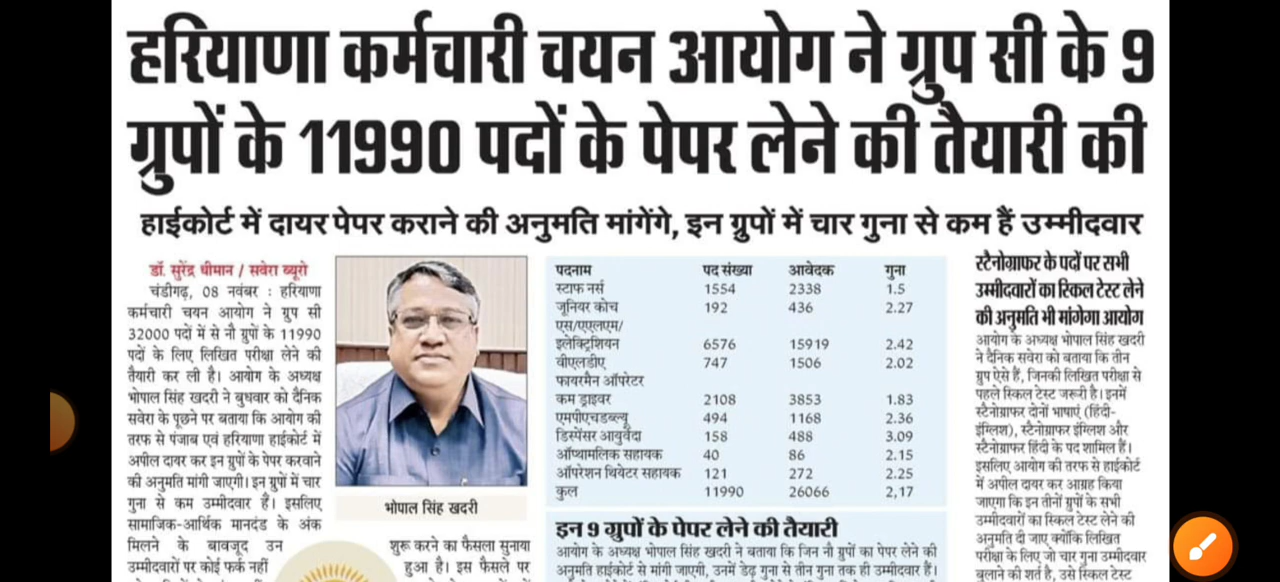 हरियाणा कर्मचारी चयन आयोग ने ग्रुप सी के 9
ग्रुपों के 11990 पदों के पेपर लेने की तैयारी की
हाईकोर्ट में दायर पेपर कराने की अनुमति मांगेंगे, इन ग्रुपों में चार गुना से कम हैं उम्मीदवार
डॉ. सुरेंद्र धीमान / सवेरा ब्यूरो
चंडीगढ़, 08 नवंबर : हरियाणा
कर्मचारी चयन आयोग ने ग्रुप सी
32000 पदों में से नौ ग्रुपों के 11990
पदों के लिए लिखित परीक्षा लेने की
तैयारी कर ली है। आयोग के अध्यक्ष
भोपाल सिंह खदरी ने बुधवार को दैनिक
सवेरा के पूछने पर बताया कि आयोग की
तरफ से पंजाब एवं हरियाणा हाईकोर्ट में
अपील दायर कर इन ग्रुपों के पेपर करवाने
की अनुमति मांगी जाएगी। इन ग्रुपों में चार
गुना से कम उम्मीदवार हैं। इसलिए
सामाजिक-आर्थिक मानदंड के अंक
मिलने के बावजूद उन
उम्मीदवारों पर कोई फर्क नहीं
भोपाल सिंह खदरी
शुरू करने का फैसला सुनाया
हुआ है। इस फैसले पर
पदनाम पद संख्या आवेदक गुना
स्टाफ नर्स 1554 2338 1.5
जूनियर कोच 192 436 2.27
एस/एएलएम/
इलेक्ट्रिशियन 6576 15919 2.42
वीएलडीए 747 1506 2.02
फायरमैन ऑपरेटर
कम ड्राइवर 2108 3853 1.83
एमपीएचडब्ल्यू 494 1168 2.36
डिस्पेंसर आयुर्वेदा 158 488 3.09
ऑप्थामलिक सहायक 40 86 2.15
ऑपरेशन थियेटर सहायक 121 272 2.25
कुल 11990 26066 2,17
इन 9 ग्रुपों के पेपर लेने की तैयारी
आयोग के अध्यक्ष भोपाल सिंह खदरी ने बताया कि जिन नौ ग्रुपों का पेपर लेने की
अनुमति हाईकोर्ट से मांगी जाएगी, उनमें डेढ़ गुना से तीन गुना तक ही उम्मीदवार हैं।
स्टैनोग्राफर के पदों पर सभी
उम्मीदवारों का स्किल टेस्ट लेने
की अनुमति भी मांगेगा आयोग
आयोग के अध्यक्ष भोपाल सिंह खदरी
ने दैनिक सवेरा को बताया कि तीन
ग्रुप ऐसे हैं, जिनकी लिखित परीक्षा से
पहले स्किल टेस्ट जरूरी है। इनमें
स्टैनोग्राफर दोनों भाषाएं (हिंदी-
इंग्लिश), स्टैनोग्राफर इंग्लिश और
स्टैनोग्राफर हिंदी के पद शामिल हैं।
इसलिए आयोग की तरफ से हाईकोर्ट
में अपील दायर कर आग्रह किया
जाएगा कि इन तीनों ग्रुपों के सभी
उम्मीदवारों का स्किल टेस्ट लेने की
अनुमति दी जाए क्योंकि लिखित
परीक्षा के लिए जो चार गुना उम्मीदवार
बुलाने की शर्त है, उसे स्किल टेस्ट